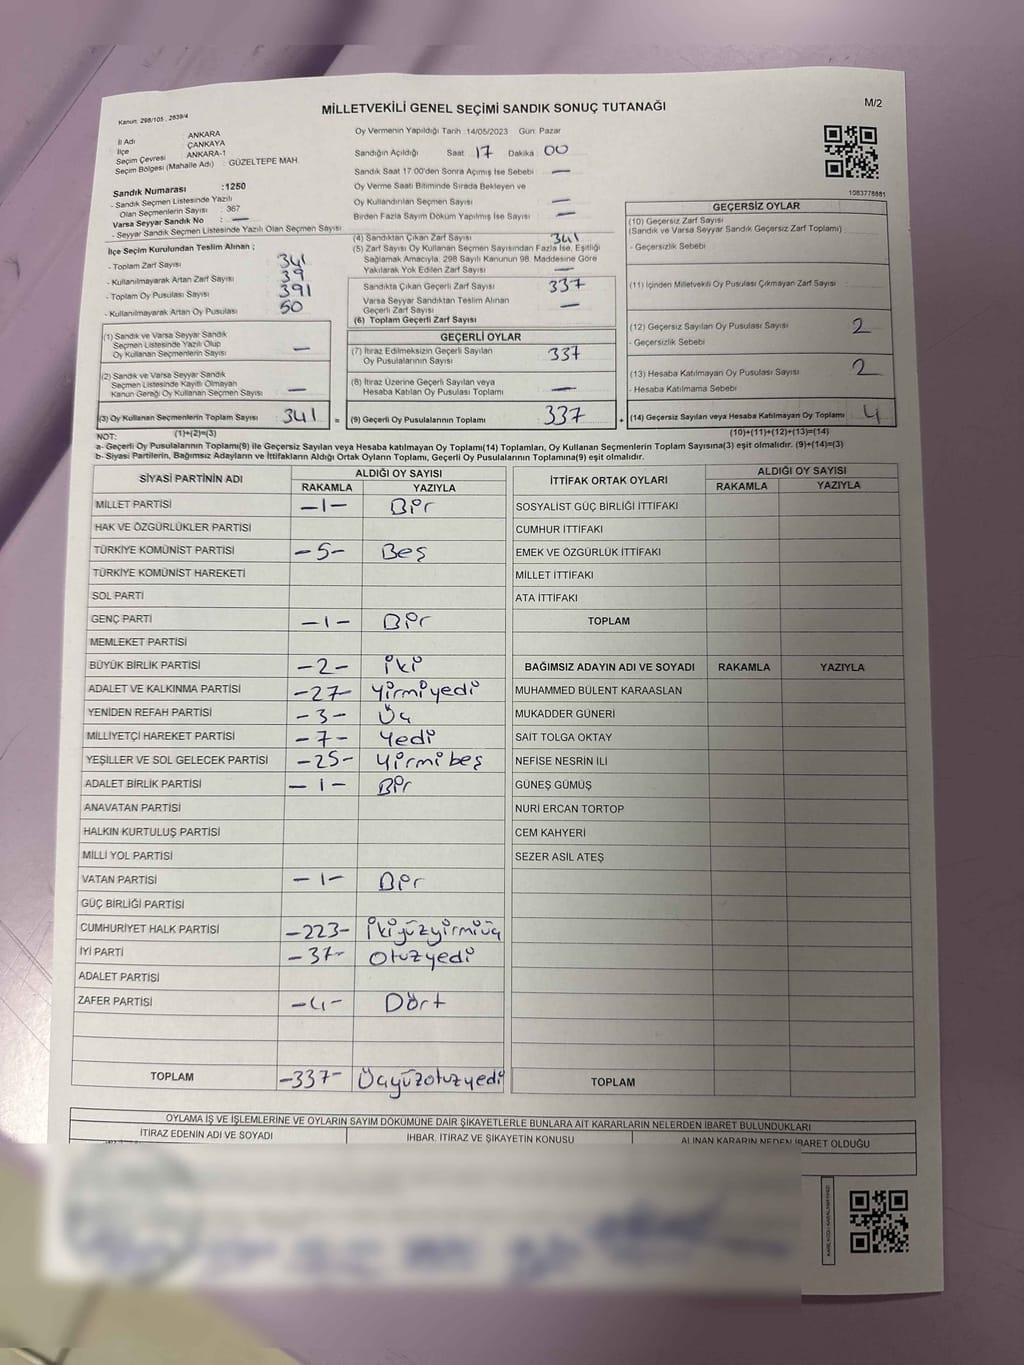 MİLLETVEKİLİ GENEL SEÇİMİ SANDIK SONUÇ TUTANAĞI
M/2
Kanun: 298/105 , 2839/4
İl Adı ANKARA
İlçe ÇANKAYA
Seçim Çevresi ANKARA-1
Seçim Bölgesi (Mahalle Adı) : GÜZELTEPE MAH.
Sandık Numarası :1250
- Sandık Seçmen Listesinde Yazılı
Olan Seçmenlerin Sayısı : 367
Varsa Seyyar Sandık No : —
- Seyyar Sandık Seçmen Listesinde Yazılı Olan Seçmen Sayısı
İlçe Seçim Kurulundan Teslim Alınan ;
- Toplam Zarf Sayısı 341
- Kullanılmayarak Artan Zarf Sayısı 39
- Toplam Oy Pusulası Sayısı 391
- Kullanılmayarak Artan Oy Pusulası 50
(1) Sandık ve Varsa Seyyar Sandık
Seçmen Listesinde Yazılı Olup
Oy Kullanan Seçmenlerin Sayısı —
(2) Sandık ve Varsa Seyyar Sandık
Seçmen Listesinde Kayıtlı Olmayan
Kanun Gereği Oy Kullanan Seçmen Sayısı —
(3) Oy Kullanan Seçmenlerin Toplam Sayısı 341
(1)+(2)=(3)
Oy Vermenin Yapıldığı Tarih :14/05/2023 Gün: Pazar
Sandığın Açıldığı Saat 17 Dakika 00
Sandık Saat 17:00'den Sonra Açımış İse Sebebi —
Oy Verme Saati Bitiminde Sırada Bekleyen ve
Oy Kullandırılan Seçmen Sayısı —
Birden Fazla Sayım Döküm Yapılmış İse Sayısı —
(4) Sandıktan Çıkan Zarf Sayısı 341
(5) Zarf Sayısı Oy Kullanan Seçmen Sayısından Fazla İse, Eşitliği
Sağlamak Amacıyla, 298 Sayılı Kanunun 98. Maddesine Göre
Yakılarak Yok Edilen Zarf Sayısı —
Sandıkta Çıkan Geçerli Zarf Sayısı 337
Varsa Seyyar Sandıktan Teslim Alınan
Geçerli Zarf Sayısı —
(6) Toplam Geçerli Zarf Sayısı
GEÇERLİ OYLAR
(7) İtiraz Edilmeksizin Geçerli Sayılan
Oy Pusulalarının Sayısı 337
(8) İtiraz Üzerine Geçerli Sayılan veya
Hesaba Katılan Oy Pusulası Toplamı —
= (9) Geçerli Oy Pusulalarının Toplamı 337 +
1083778881
GEÇERSİZ OYLAR
(10) Geçersiz Zarf Sayısı
(Sandık ve Varsa Seyyar Sandık Geçersiz Zarf Toplamı)
- Geçersizlik Sebebi
(11) İçinden Milletvekili Oy Pusulası Çıkmayan Zarf Sayısı
(12) Geçersiz Sayılan Oy Pusulası Sayısı 2
- Geçersizlik Sebebi
(13) Hesaba Katılmayan Oy Pusulası Sayısı 2
- Hesaba Katılmama Sebebi
(14) Geçersiz Sayılan veya Hesaba Katılmayan Oy Toplamı 4
(10)+(11)+(12)+(13)=(14)
NOT:
a- Geçerli Oy Pusulalarının Toplamı(9) ile Geçersiz Sayılan veya Hesaba katılmayan Oy Toplamı(14) Toplamları, Oy Kullanan Seçmenlerin Toplam Sayısına(3) eşit olmalıdır. (9)+(14)=(3)
b- Siyasi Partilerin, Bağımsız Adayların ve İttifakların Aldığı Ortak Oyların Toplamı, Geçerli Oy Pusulalarının Toplamına(9) eşit olmalıdır.
SİYASİ PARTİNİN ADI ALDIĞI OY SAYISI
RAKAMLA YAZIYLA
MİLLET PARTİSİ -1- Bir
HAK VE ÖZGÜRLÜKLER PARTİSİ
TÜRKİYE KOMÜNİST PARTİSİ -5- Beş
TÜRKİYE KOMÜNİST HAREKETİ
SOL PARTİ
GENÇ PARTİ -1- Bir
MEMLEKET PARTİSİ
BÜYÜK BİRLİK PARTİSİ -2- iki
ADALET VE KALKINMA PARTİSİ -27- Yirmiyedi
YENİDEN REFAH PARTİSİ -3- Üç
MİLLİYETÇİ HAREKET PARTİSİ -7- Yedi
YEŞİLLER VE SOL GELECEK PARTİSİ -25- Yirmibeş
ADALET BİRLİK PARTİSİ -1- Bir
ANAVATAN PARTİSİ
HALKIN KURTULUŞ PARTİSİ
MİLLİ YOL PARTİSİ
VATAN PARTİSİ -1- Bir
GÜÇ BİRLİĞİ PARTİSİ
CUMHURİYET HALK PARTİSİ -223- ikiyüzyirmiüç
İYİ PARTİ -37- Otuzyedi
ADALET PARTİSİ
ZAFER PARTİSİ -4- Dört
TOPLAM -337- Üçyüzotuzyedi
İTTİFAK ORTAK OYLARI ALDIĞI OY SAYISI
RAKAMLA YAZIYLA
SOSYALİST GÜÇ BİRLİĞİ İTTİFAKI
CUMHUR İTTİFAKI
EMEK VE ÖZGÜRLÜK İTTİFAKI
MİLLET İTTİFAKI
ATA İTTİFAKI
TOPLAM
BAĞIMSIZ ADAYIN ADI VE SOYADI RAKAMLA YAZIYLA
MUHAMMED BÜLENT KARAASLAN
MUKADDER GÜNERİ
SAİT TOLGA OKTAY
NEFİSE NESRİN İLİ
GÜNEŞ GÜMÜŞ
NURİ ERCAN TORTOP
CEM KAHYERİ
SEZER ASİL ATEŞ
TOPLAM
OYLAMA İŞ VE İŞLEMLERİNE VE OYLARIN SAYIM DÖKÜMÜNE DAİR ŞİKAYETLERLE BUNLARA AİT KARARLARIN NELERDEN İBARET BULUNDUKLARI
İTİRAZ EDENİN ADI VE SOYADI İHBAR, İTİRAZ VE ŞİKAYETİN KONUSU ALINAN KARARIN NEDEN İBARET OLDUĞU